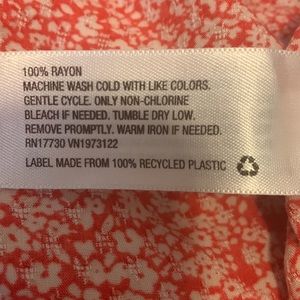 100% RAYON
MACHINE WASH COLD WITH LIKE COLORS.
GENTLE CYCLE. ONLY NON-CHLORINE
BLEACH IF NEEDED. TUMBLE DRY LOW.
REMOVE PROMPTLY. WARM IRON IF NEEDED.
RN17730 VN1973122
LABEL MADE FROM 100% RECYCLED PLASTIC